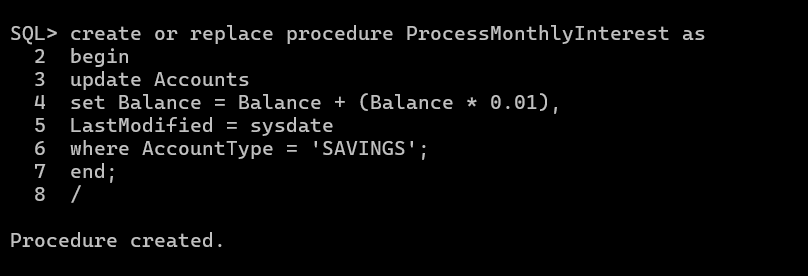 SQL> create or replace procedure ProcessMonthlyInterest as
  2  begin
  3  update Accounts
  4  set Balance = Balance + (Balance * 0.01),
  5  LastModified = sysdate
  6  where AccountType = 'SAVINGS';
  7  end;
  8  /
Procedure created.